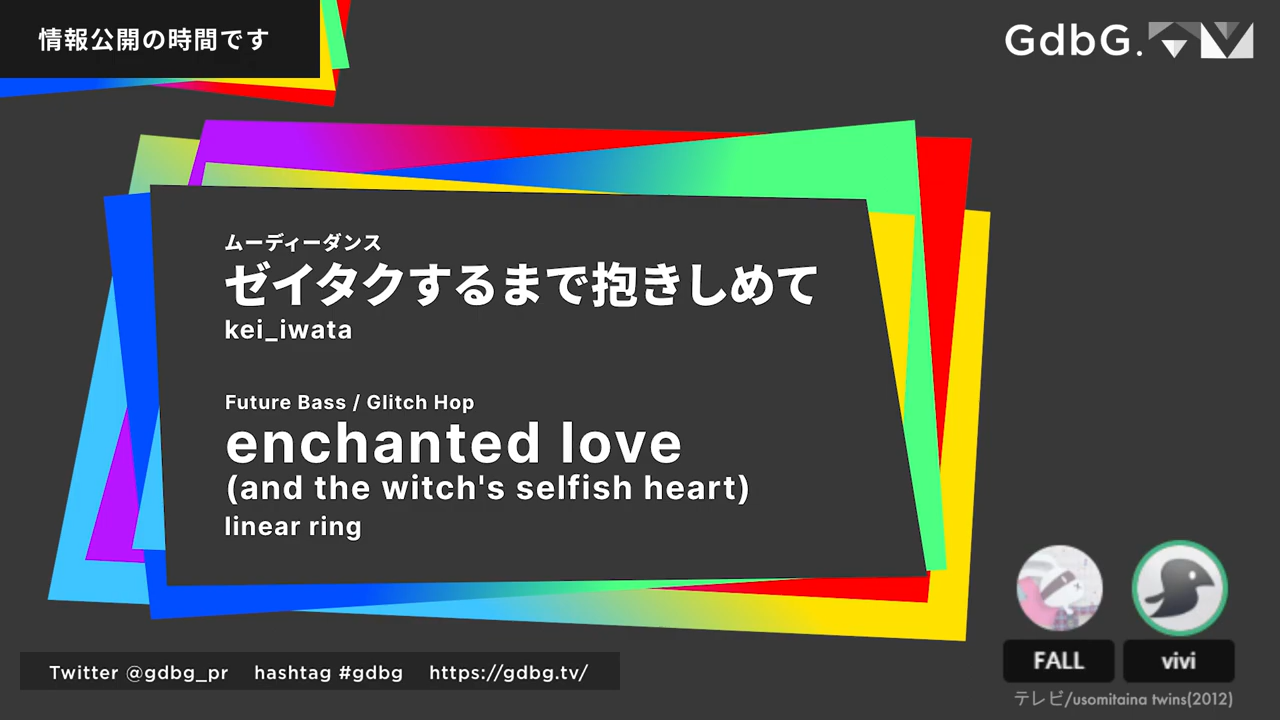 情報公開の時間です
GdbG.
ムーディーダンス
ゼイタクするまで抱きしめて
kei_iwata
Future Bass / Glitch Hop
enchanted love
(and the witch's selfish heart)
linear ring
FALL
vivi
Twitter @gdbg_pr hashtag #gdbg https://gdbg.tv/
テレビ/usomitaina twins(2012)